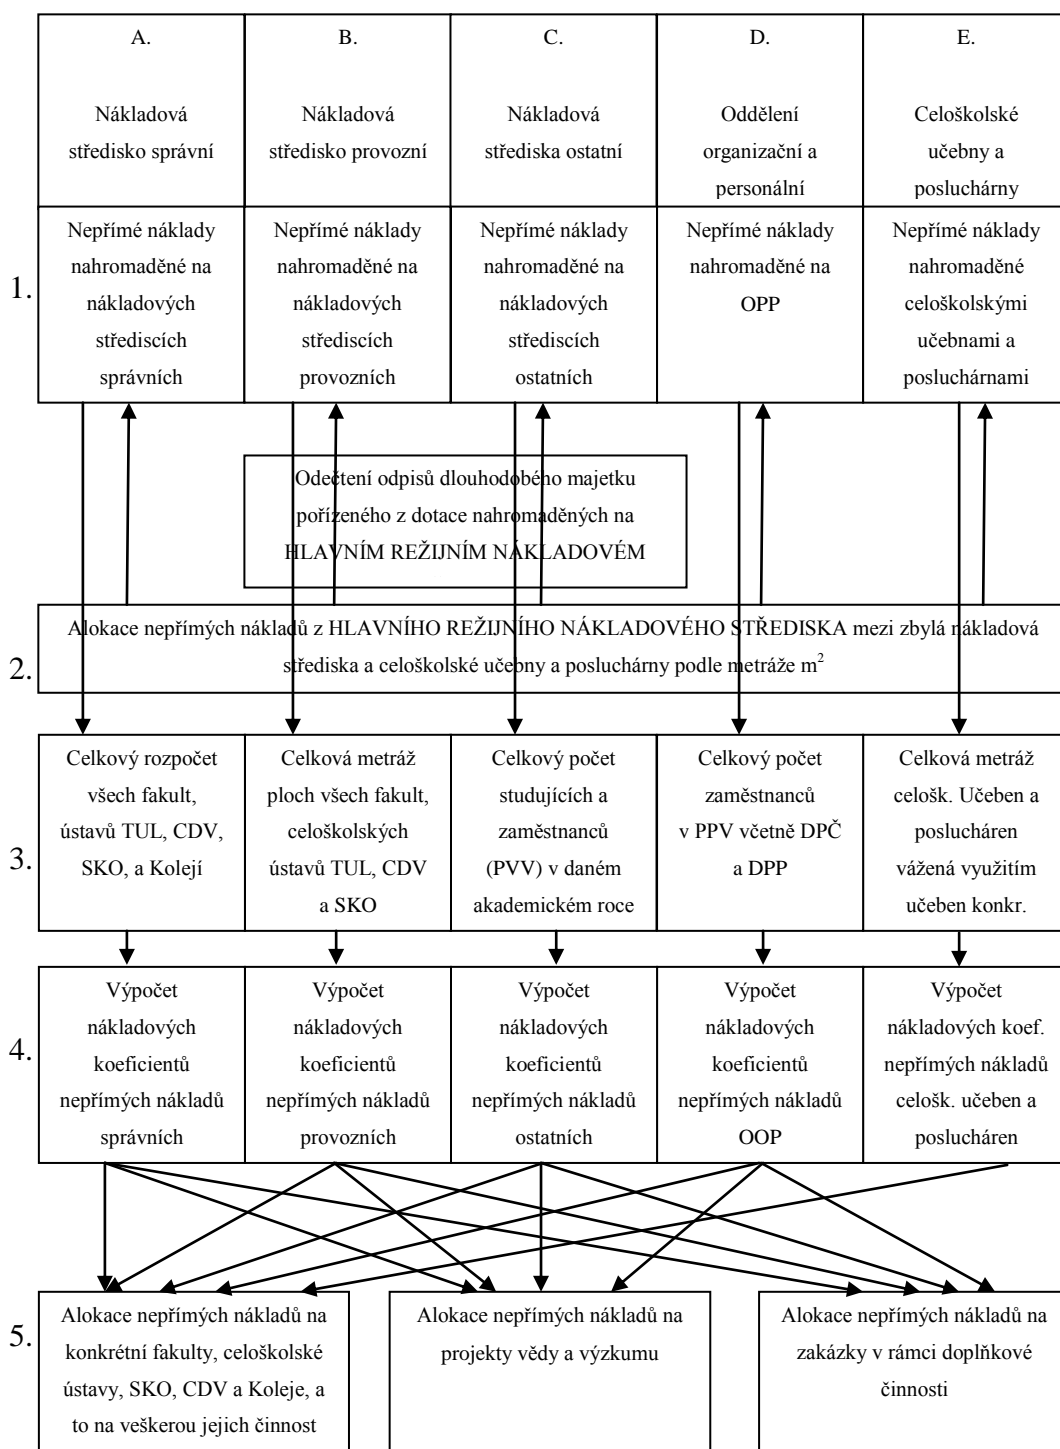 A.
Nákladová
středisko správní
B.
Nákladová
středisko provozní
C.
Nákladová
střediska ostatní
D.
Oddělení
organizační a
personální
E.
Celoškolské
učebny a
posluchárny
1.
Nepřímé náklady
nahromaděné na
nákladových
střediscích
správních
Nepřímé náklady
nahromaděné na
nákladových
střediscích
provozních
Nepřímé náklady
nahromaděné na
nákladových
střediscích
ostatních
Nepřímé náklady
nahromaděné na
OPP
Nepřímé náklady
nahromaděné
celoškolskými
učebnami a
posluchárnami
Odečtení odpisů dlouhodobého majetku
pořízeného z dotace nahromaděných na
HLAVNÍM REŽIJNÍM NÁKLADOVÉM
2.
Alokace nepřímých nákladů z HLAVNÍHO REŽIJNÍHO NÁKLADOVÉHO STŘEDISKA mezi zbylá nákladová
střediska a celoškolské učebny a posluchárny podle metráže m²
3.
Celkový rozpočet
všech fakult,
ústavů TUL, CDV,
SKO, a Kolejí
Celková metráž
ploch všech fakult,
celoškolských
ústavů TUL, CDV
a SKO
Celkový počet
studujících a
zaměstnanců
(PVV) v daném
akademickém roce
Celkový počet
zaměstnanců
v PPV včetně DPČ
a DPP
Celková metráž
celošk. Učeben a
poslucháren
vážená využitím
učeben konkr.
4.
Výpočet
nákladových
koeficientů
nepřímých nákladů
správních
Výpočet
nákladových
koeficientů
nepřímých nákladů
provozních
Výpočet
nákladových
koeficientů
nepřímých nákladů
ostatních
Výpočet
nákladových
koeficientů
nepřímých nákladů
OOP
Výpočet
nákladových koef.
nepřímých nákladů
celošk. učeben a
poslucháren
5.
Alokace nepřímých nákladů na
konkrétní fakulty, celoškolské
ústavy, SKO, CDV a Koleje, a
to na veškerou jejich činnost
Alokace nepřímých nákladů na
projekty vědy a výzkumu
Alokace nepřímých nákladů na
zakázky v rámci doplňkové
činnosti